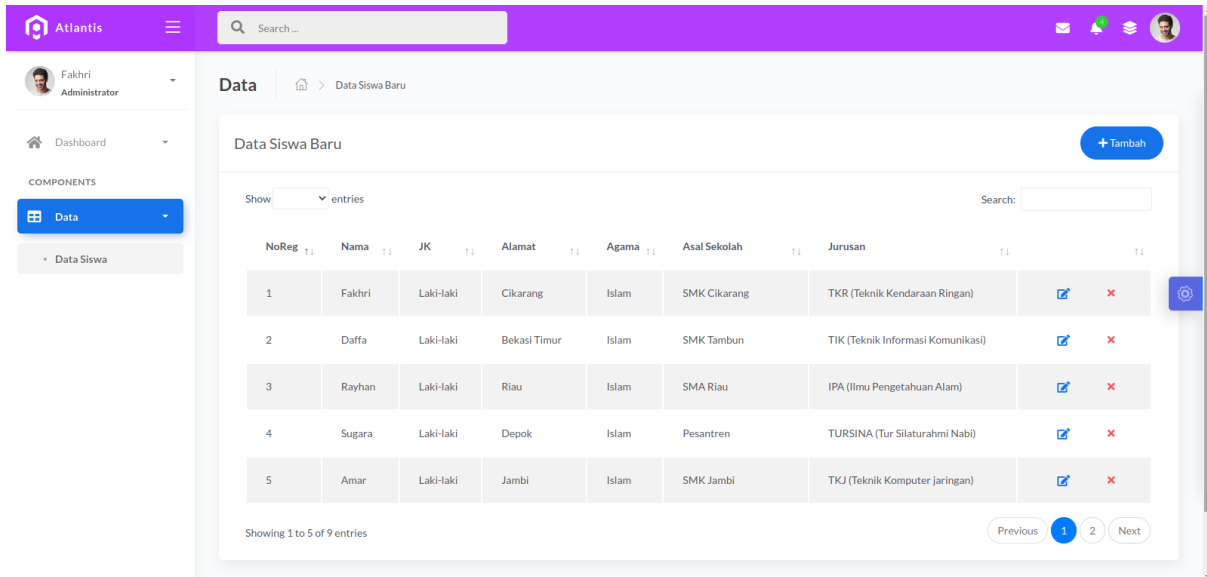 Atlantis
Search ...
4
Fakhri
Administrator
Dashboard
COMPONENTS
Data
Data Siswa
Data > Data Siswa Baru
Data Siswa Baru
+ Tambah
Show entries
Search:
NoReg Nama JK Alamat Agama Asal Sekolah Jurusan
1 Fakhri Laki-laki Cikarang Islam SMK Cikarang TKR (Teknik Kendaraan Ringan)
2 Daffa Laki-laki Bekasi Timur Islam SMK Tambun TIK (Teknik Informasi Komunikasi)
3 Rayhan Laki-laki Riau Islam SMA Riau IPA (Ilmu Pengetahuan Alam)
4 Sugara Laki-laki Depok Islam Pesantren TURSINA (Tur Silaturahmi Nabi)
5 Amar Laki-laki Jambi Islam SMK Jambi TKJ (Teknik Komputer jaringan)
Showing 1 to 5 of 9 entries
Previous 1 2 Next